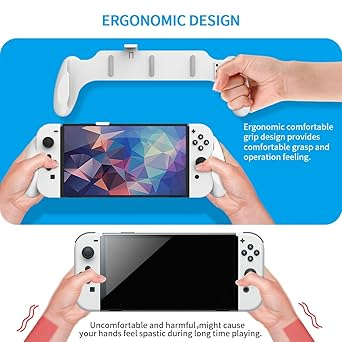 ERGONOMIC DESIGN
Ergonomic comfortable
grip design provides
comfortable grasp and
operation feeling.
Uncomfortable and harmful,might cause
your hands feel spastic during long time playing.